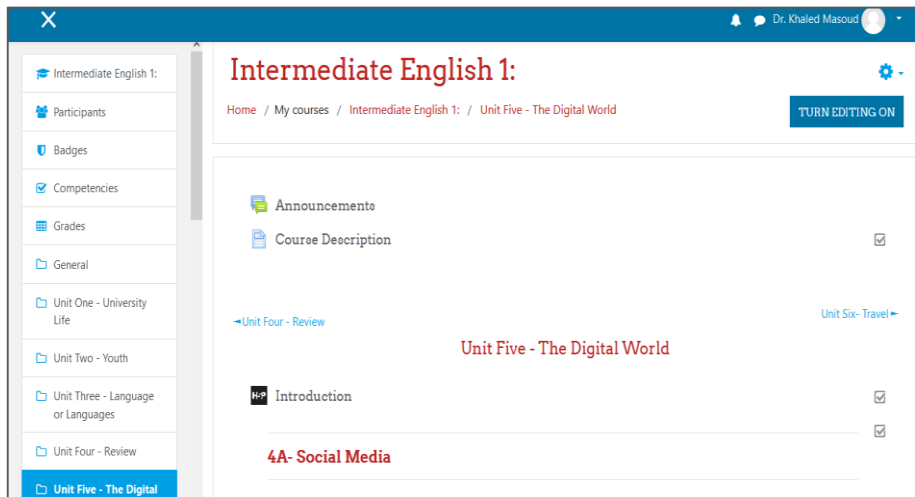 Dr. Khaled Masoud
Intermediate English 1:
Participants
Badges
Competencies
Grades
General
Unit One - University
Life
Unit Two - Youth
Unit Three - Language
or Languages
Unit Four - Review
Unit Five - The Digital
Intermediate English 1:
Home / My courses / Intermediate English 1: / Unit Five - The Digital World
TURN EDITING ON
Announcements
Course Description
◄Unit Four - Review
Unit Six- Travel ►
Unit Five - The Digital World
H-P Introduction
4A- Social Media